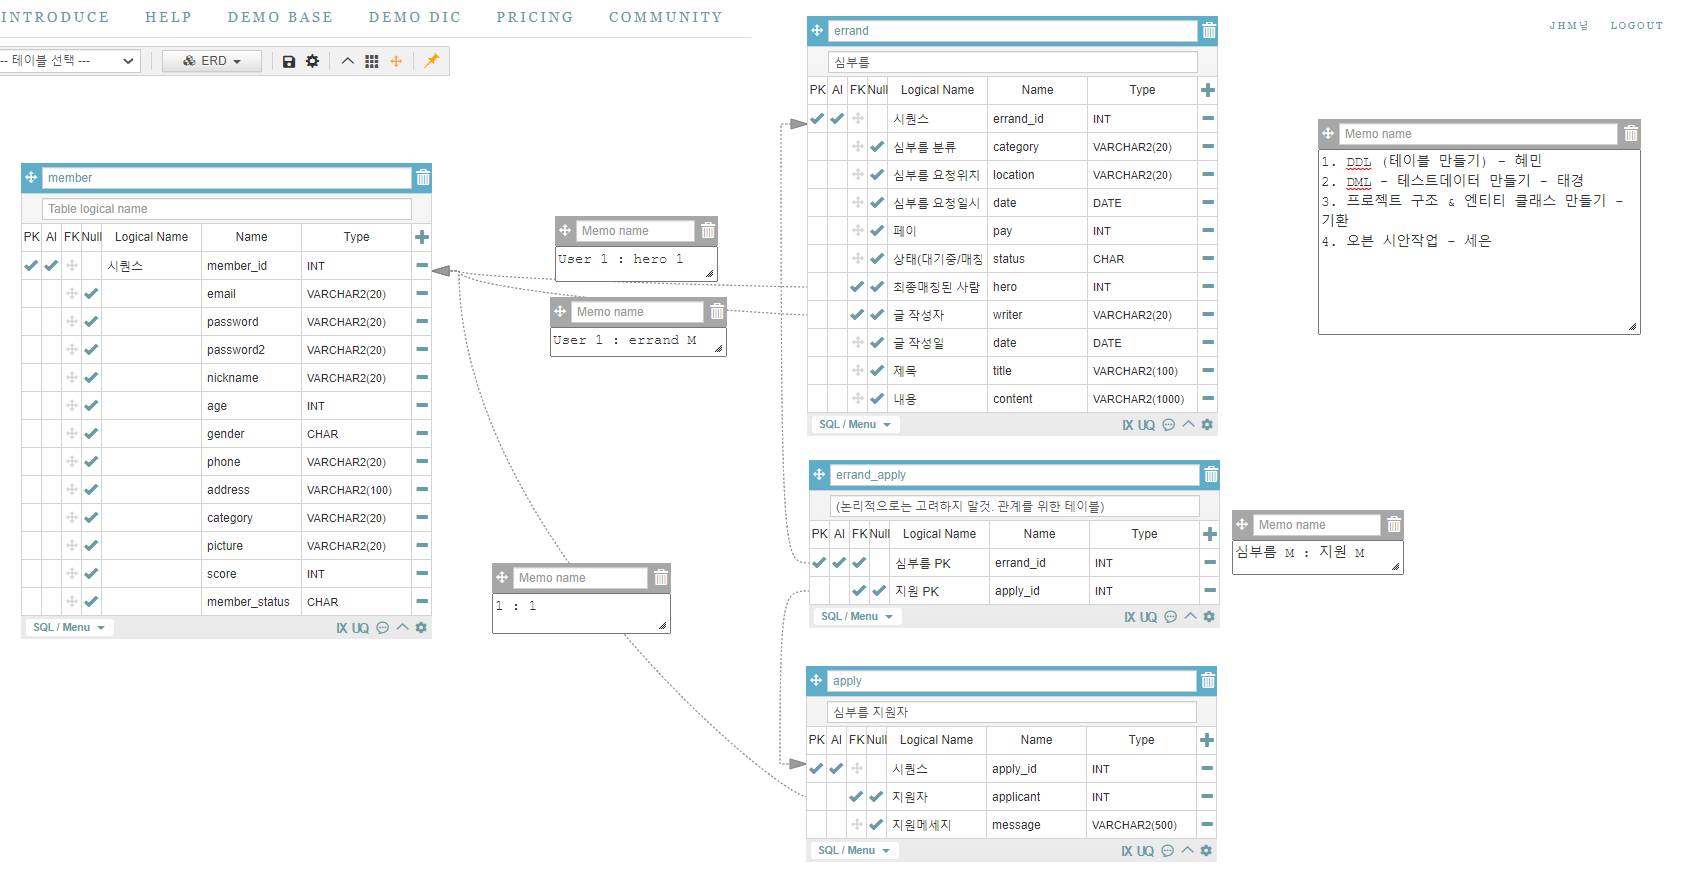 INTRODUCE HELP DEMO BASE DEMO DIC PRICING COMMUNITY
JHM님 LOGOUT
-- 테이블 선택 --
ERD
member
Table logical name
PK AI FK Null Logical Name Name Type
시퀀스 member_id INT
email VARCHAR2(20)
password VARCHAR2(20)
password2 VARCHAR2(20)
nickname VARCHAR2(20)
age INT
gender CHAR
phone VARCHAR2(20)
address VARCHAR2(100)
category VARCHAR2(20)
picture VARCHAR2(20)
score INT
member_status CHAR
SQL / Menu IX UQ
Memo name
User 1 : hero 1
Memo name
User 1 : errand M
Memo name
1 : 1
errand
심부름
PK AI FK Null Logical Name Name Type
시퀀스 errand_id INT
심부름 분류 category VARCHAR2(20)
심부름 요청위치 location VARCHAR2(20)
심부름 요청일시 date DATE
페이 pay INT
상태(대기중/매칭 status CHAR
최종매칭된 사람 hero INT
글 작성자 writer VARCHAR2(20)
글 작성일 date DATE
제목 title VARCHAR2(100)
내용 content VARCHAR2(1000)
SQL / Menu IX UQ
errand_apply
(논리적으로는 고려하지 말것. 관계를 위한 테이블)
PK AI FK Null Logical Name Name Type
심부름 PK errand_id INT
지원 PK apply_id INT
SQL / Menu IX UQ
apply
심부름 지원자
PK AI FK Null Logical Name Name Type
시퀀스 apply_id INT
지원자 applicant INT
지원메세지 message VARCHAR2(500)
SQL / Menu IX UQ
Memo name
1. DDL (테이블 만들기) - 혜민
2. DML - 테스트데이터 만들기 - 태경
3. 프로젝트 구조 & 엔티티 클래스 만들기 -
기환
4. 오븐 시안작업 - 세은
Memo name
심부름 M : 지원 M